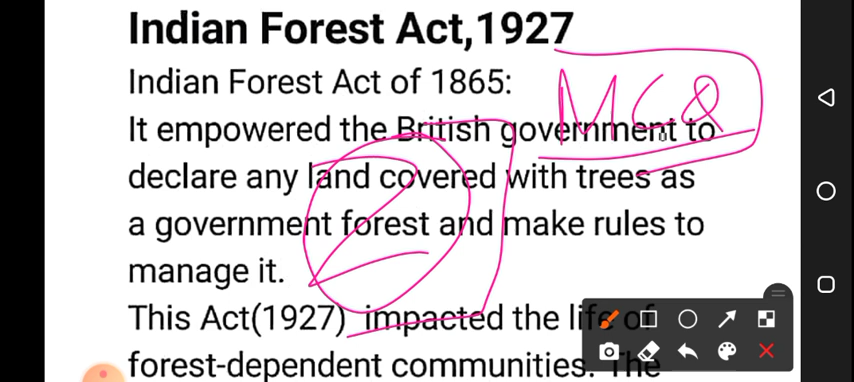 Indian Forest Act,1927
Indian Forest Act of 1865:
MCQ
It empowered the British government to
declare any land covered with trees as
a government forest and make rules to
2
manage it.
This Act(1927) impacted the life of
forest-dependent communities. The